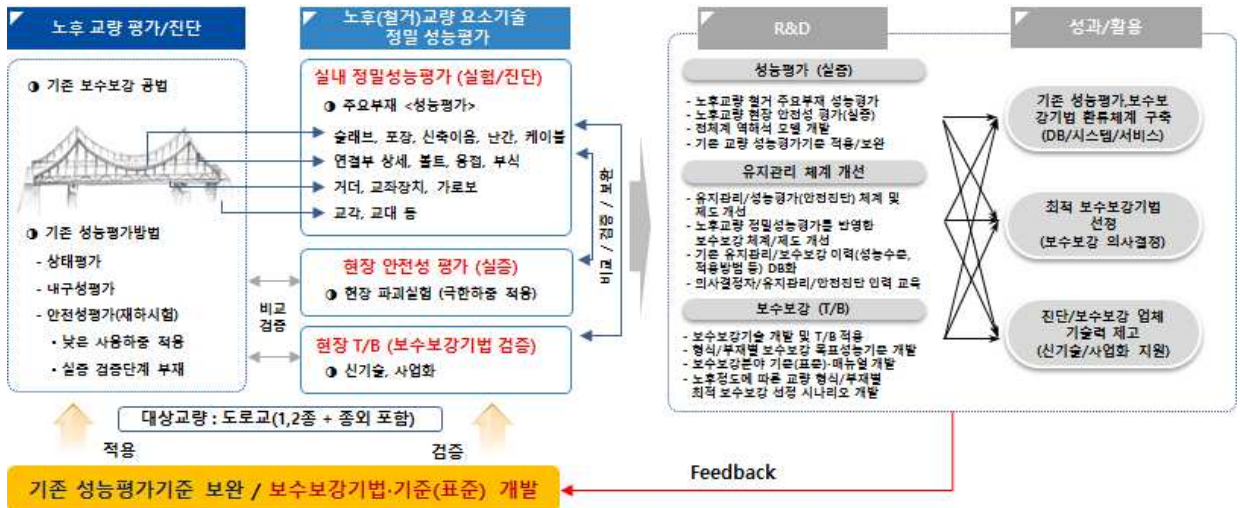 노후 교량 평가/진단
◑ 기존 보수보강 공법
◑ 기존 성능평가방법
- 상태평가
- 내구성평가
- 안전성평가(재하시험)
• 낮은 사용하중 적용
• 실증 검증단계 부재
비교
검증
노후(철거)교량 요소기술
정밀 성능평가
실내 정밀성능평가 (실험/진단)
◑ 주요부재 <성능평가>
슬래브, 포장, 신축이음, 난간, 케이블
연결부 상세, 볼트, 용접, 부식
거더, 교좌장치, 가로보
교각, 교대 등
현장 안전성 평가 (실증)
◑ 현장 파괴실험 (극한하중 적용)
현장 T/B (보수보강기법 검증)
◑ 신기술, 사업화
비교 / 검증 / 보완
대상교량 : 도로교(1,2종 + 종외 포함)
적용
검증
기존 성능평가기준 보완 / 보수보강기법·기준(표준) 개발
R&D
성능평가 (실증)
- 노후교량 철거 주요부재 성능평가
- 노후교량 현장 안전성 평가(실증)
- 전체계 역해석 모델 개발
- 기존 교량 성능평가기준 적용/보완
유지관리 체계 개선
- 유지관리/성능평가(안전진단) 체계 및
제도 개선
- 노후교량 정밀성능평가를 반영한
보수보강 체계/제도 개선
- 기존 유지관리/보수보강 이력(성능수준,
적용방법 등) DB화
- 의사결정자/유지관리/안전진단 인력 교육
보수보강 (T/B)
- 보수보강기술 개발 및 T/B 적용
- 형식/부재별 보수보강 목표성능기준 개발
- 보수보강분야 기준(표준)·매뉴얼 개발
- 노후정도에 따른 교량 형식/부재별
최적 보수보강 선정 시나리오 개발
성과/활용
기존 성능평가,보수보
강기법 환류체계 구축
(DB/시스템/서비스)
최적 보수보강기법
선정
(보수보강 의사결정)
진단/보수보강 업체
기술력 제고
(신기술/사업화 지원)
Feedback